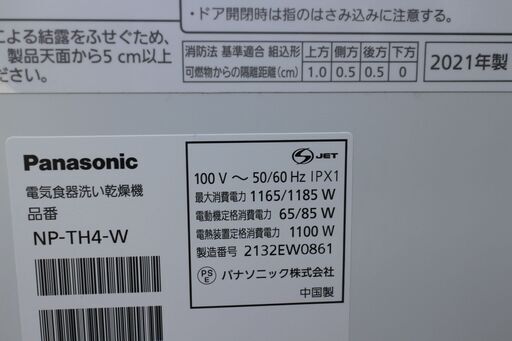 ・ドア開閉時は指のはさみ込みに注意する。
による結露をふせぐため、
製品天面から5 cm以上
ださい。
消防法 基準適合 組込形 上方 側方 後方 下方
可燃物からの隔離距離(cm) 1.0 0.5 0.5 0
2021年製
Panasonic
電気食器洗い乾燥機
品番
NP-TH4-W
S JET
100 V ～ 50/60 Hz IPX1
最大消費電力 1165/1185 W
電動機定格消費電力 65/85 W
電熱装置定格消費電力 1100 W
製造番号 2132EW0861
PSE パナソニック株式会社
中国製